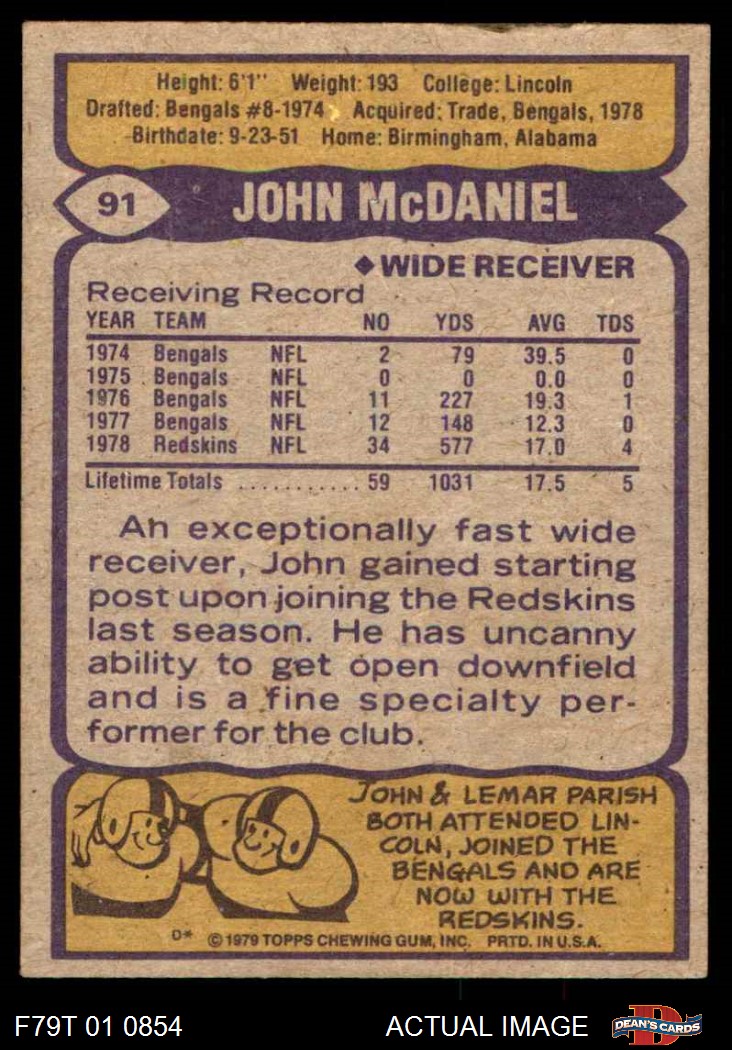 Height: 6'1'' Weight: 193 College: Lincoln
Drafted: Bengals #8-1974 Acquired: Trade, Bengals, 1978
Birthdate: 9-23-51 Home: Birmingham, Alabama
91 JOHN McDANIEL
◆WIDE RECEIVER
Receiving Record
YEAR TEAM NO YDS AVG TDS
1974 Bengals NFL 2 79 39.5 0
1975 Bengals NFL 0 0 0.0 0
1976 Bengals NFL 11 227 19.3 1
1977 Bengals NFL 12 148 12.3 0
1978 Redskins NFL 34 577 17.0 4
Lifetime Totals ............ 59 1031 17.5 5
An exceptionally fast wide
receiver, John gained starting
post upon joining the Redskins
last season. He has uncanny
ability to get open downfield
and is a fine specialty per-
former for the club.
JOHN & LEMAR PARISH
BOTH ATTENDED LIN-
COLN, JOINED THE
BENGALS AND ARE
NOW WITH THE
REDSKINS.
D* © 1979 TOPPS CHEWING GUM, INC. PRTD. IN U.S.A.
F79T 01 0854 ACTUAL IMAGE D DEAN'S CARDS